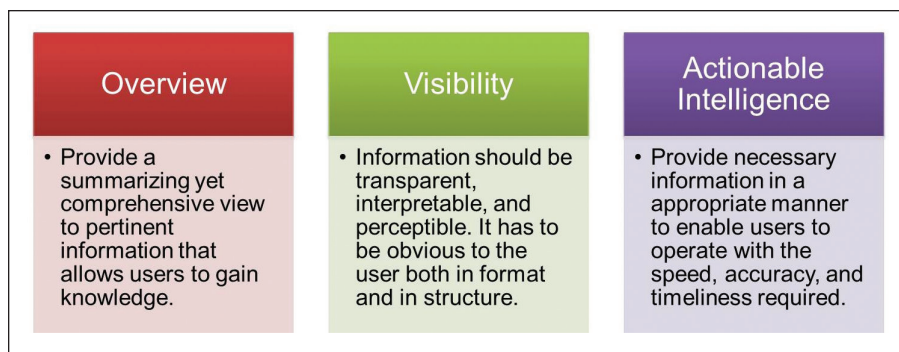 Overview
• Provide a
summarizing yet
comprehensive view
to pertinent
information that
allows users to gain
knowledge.
Visibility
• Information should be
transparent,
interpretable, and
perceptible. It has to
be obvious to the
user both in format
and in structure.
Actionable
Intelligence
• Provide necessary
information in a
appropriate manner
to enable users to
operate with the
speed, accuracy, and
timeliness required.